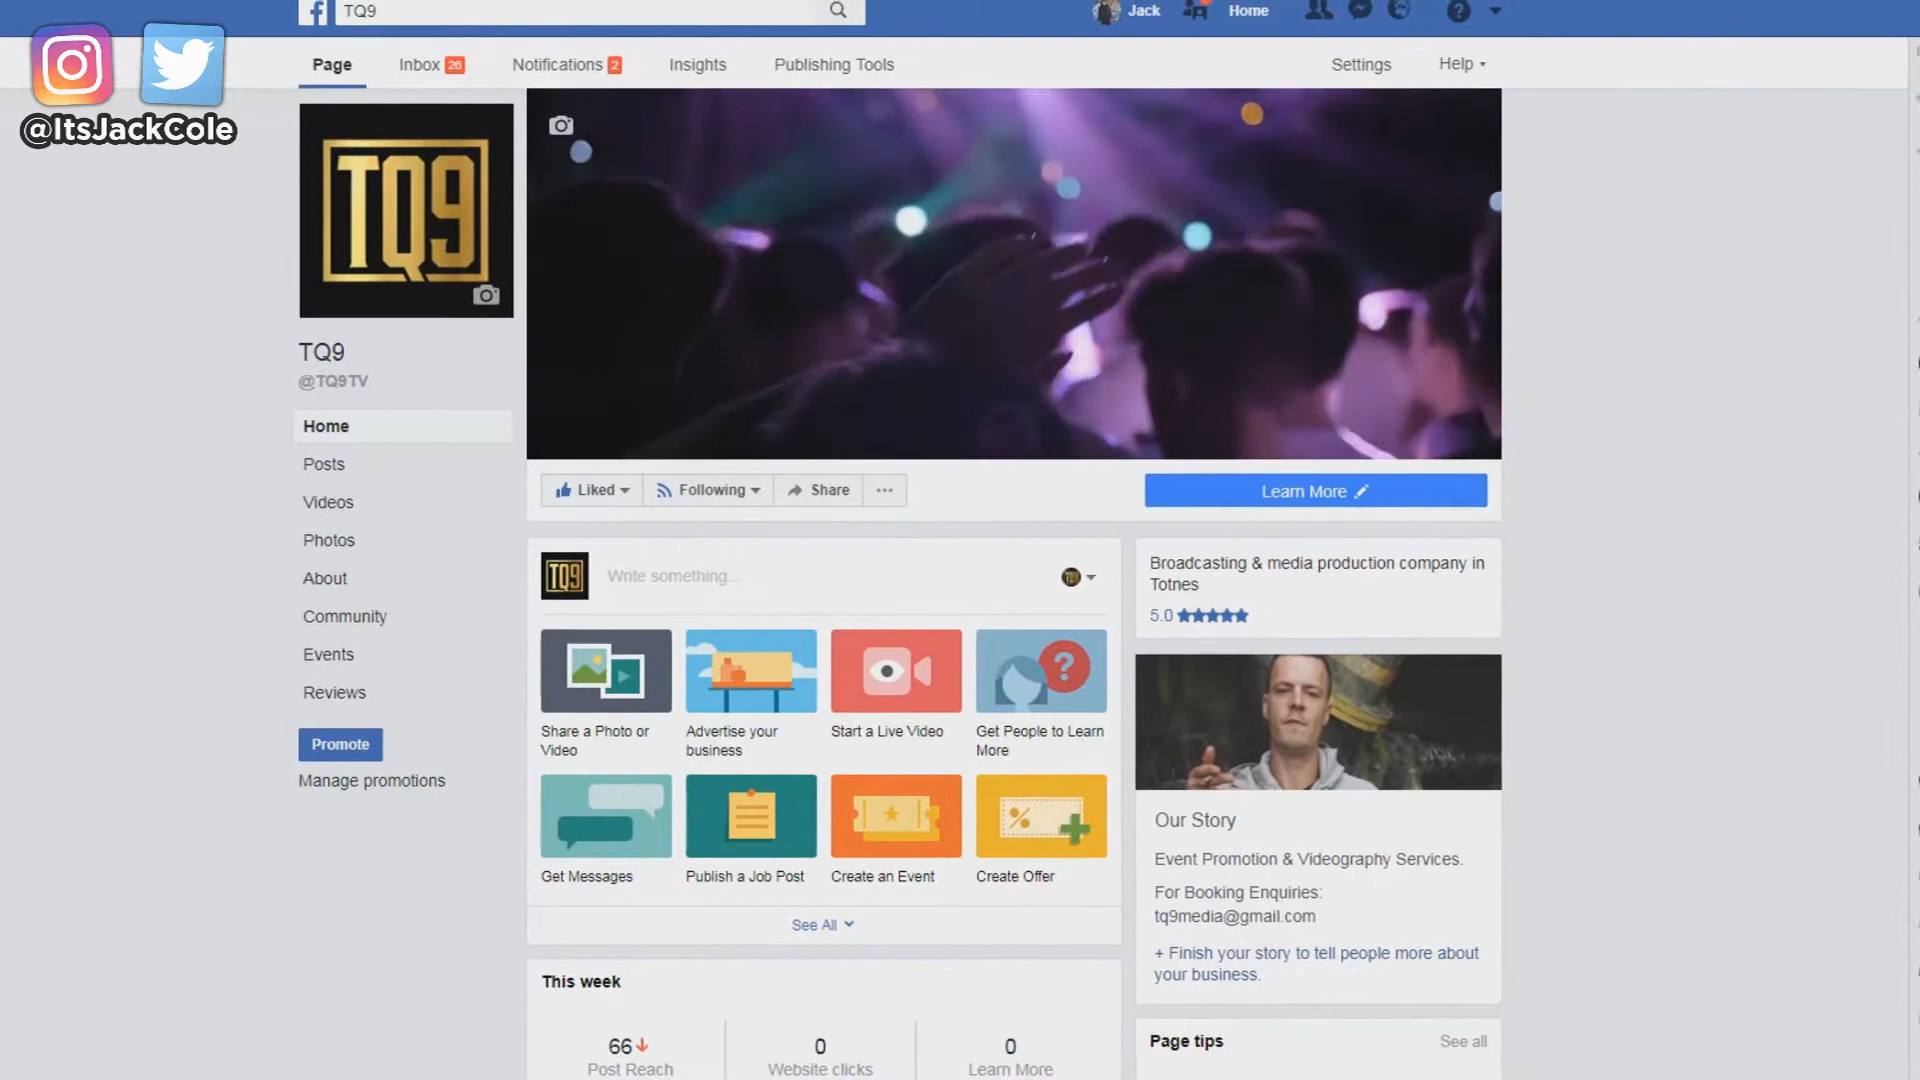 TQ9
Jack
Home
@ItsJackCole
Page
Inbox 26
Notifications 2
Insights
Publishing Tools
Settings
Help
TQ9
TQ9
@TQ9TV
Home
Posts
Videos
Photos
About
Community
Events
Reviews
Promote
Manage promotions
Liked
Following
Share
Learn More
TQ9
Write something...
Share a Photo or
Video
Advertise your
business
Start a Live Video
Get People to Learn
More
Get Messages
Publish a Job Post
Create an Event
Create Offer
See All
This week
66
Post Reach
0
Website clicks
0
Learn More
Broadcasting & media production company in
Totnes
5.0
Our Story
Event Promotion & Videography Services.
For Booking Enquiries:
tq9media@gmail.com
+ Finish your story to tell people more about
your business.
Page tips
See all